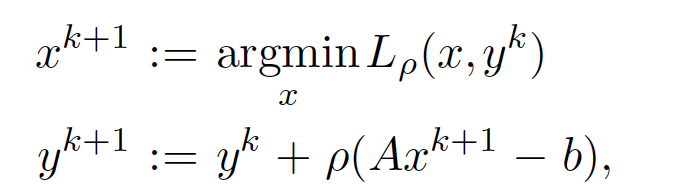 x^{k+1} := argmin_x L_ρ(x, y^k)
y^{k+1} := y^k + ρ(Ax^{k+1} − b),